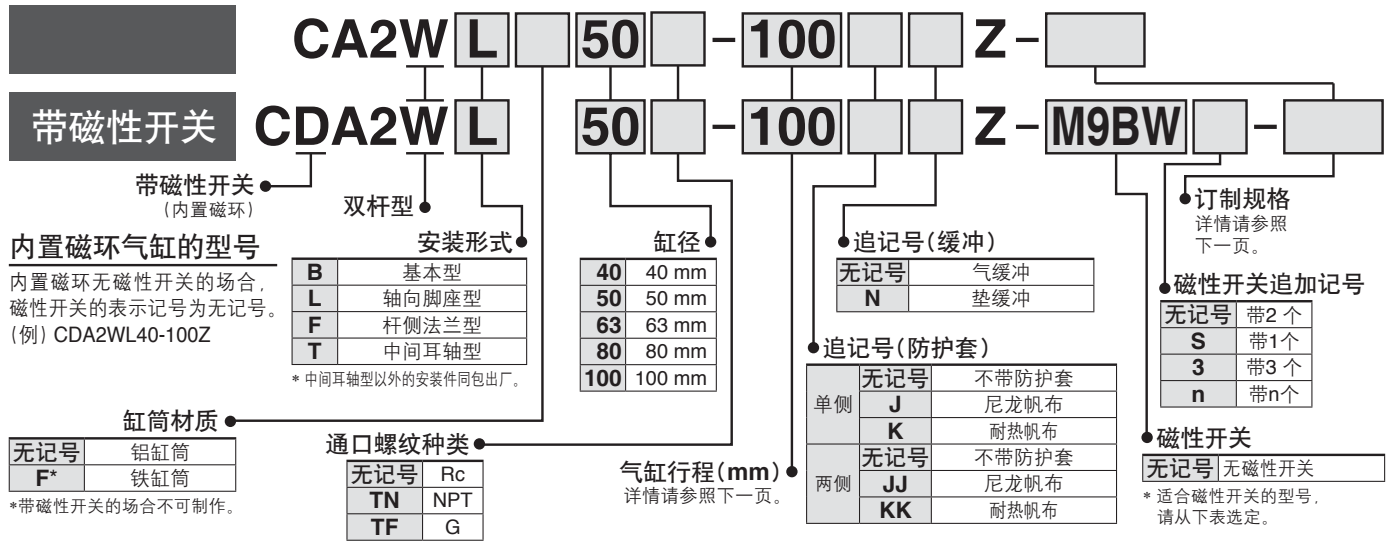 CA2W L 50 - 100 Z -
带磁性开关 CDA2W L 50 - 100 Z - M9BW -
带磁性开关
(内置磁环)
双杆型
内置磁环气缸的型号
内置磁环无磁性开关的场合,
磁性开关的表示记号为无记号。
(例) CDA2WL40-100Z
安装形式
B 基本型
L 轴向脚座型
F 杆侧法兰型
T 中间耳轴型
* 中间耳轴型以外的安装件同包出厂。
缸径
40 40 mm
50 50 mm
63 63 mm
80 80 mm
100 100 mm
追记号(缓冲)
无记号 气缓冲
N 垫缓冲
订制规格
详情请参照
下一页。
磁性开关追加记号
无记号 带2 个
S 带1个
3 带3 个
n 带n个
追记号(防护套)
单侧 无记号 不带防护套
J 尼龙帆布
K 耐热帆布
两侧 无记号 不带防护套
JJ 尼龙帆布
KK 耐热帆布
缸筒材质
无记号 铝缸筒
F* 铁缸筒
*带磁性开关的场合不可制作。
通口螺纹种类
无记号 Rc
TN NPT
TF G
气缸行程(mm)
详情请参照下一页。
磁性开关
无记号 无磁性开关
* 适合磁性开关的型号,
请从下表选定。